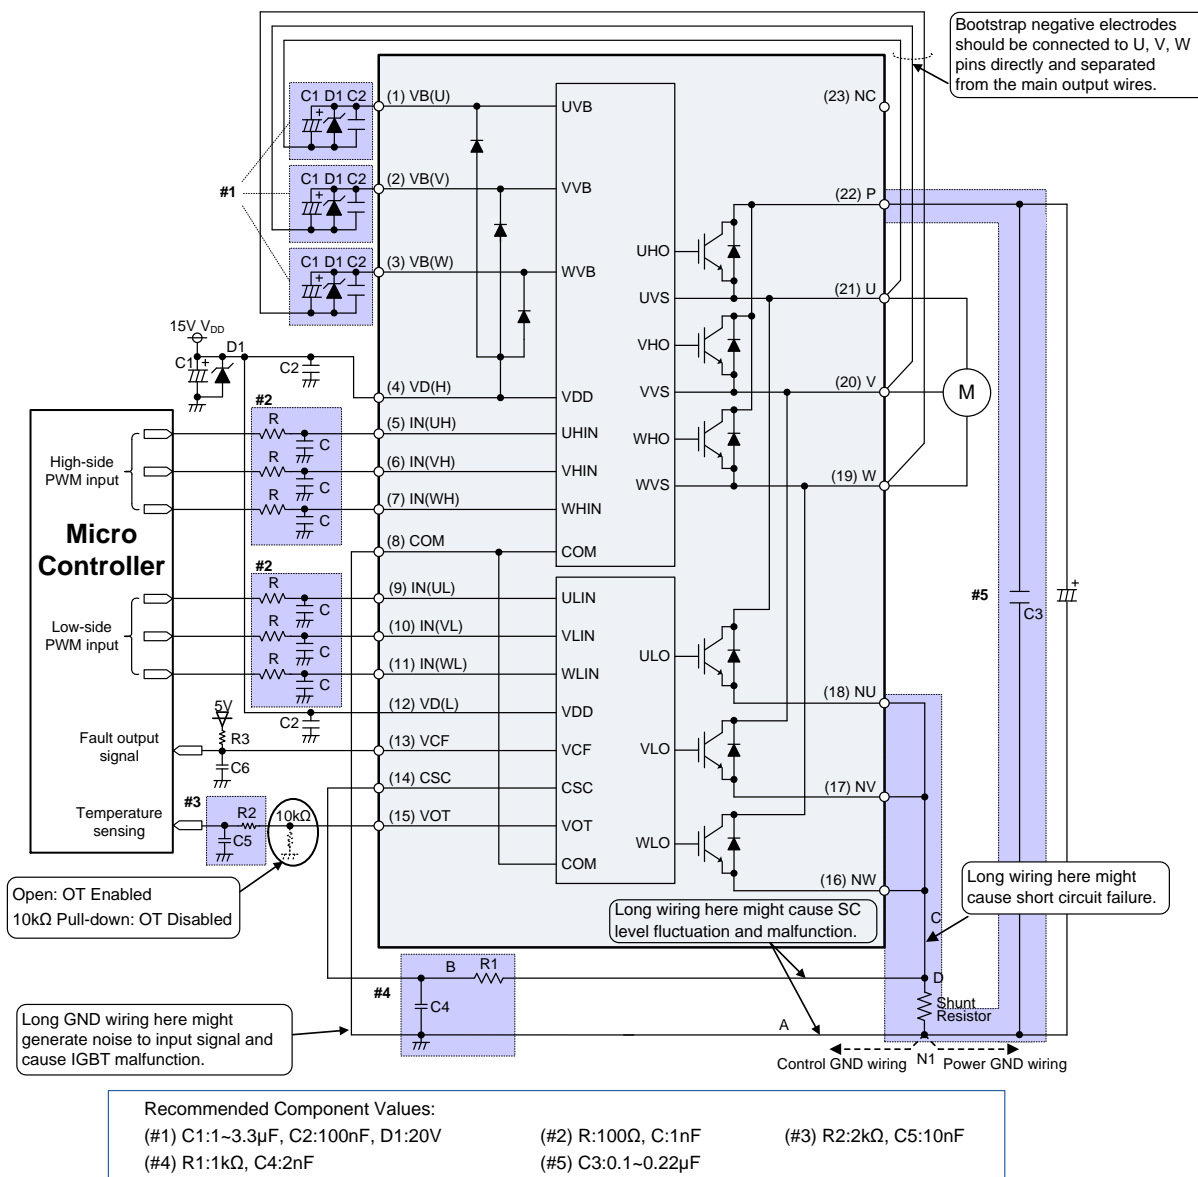 Bootstrap negative electrodes
should be connected to U, V, W
pins directly and separated
from the main output wires.
C1 D1 C2
+
(1) VB(U)
UVB
(23) NC
C1 D1 C2
+
(2) VB(V)
VVB
#1
(22) P
C1 D1 C2
+
(3) VB(W)
WVB
UHO
UVS
(21) U
15V VDD
C1
+
D1
C2
(4) VD(H)
VDD
VHO
VVS
(20) V
M
#2
R
C
(5) IN(UH)
UHIN
WHO
High-side
PWM input
R
C
(6) IN(VH)
VHIN
WVS
(19) W
R
C
(7) IN(WH)
WHIN
Micro
Controller
(8) COM
COM
#2
R
C
(9) IN(UL)
ULIN
#5
C3
+
Low-side
PWM input
R
C
(10) IN(VL)
VLIN
R
C
(11) IN(WL)
WLIN
ULO
(18) NU
5V
R3
C2
(12) VD(L)
VDD
Fault output
signal
C6
(13) VCF
VCF
VLO
(14) CSC
CSC
(17) NV
Temperature
sensing
#3
R2
C5
10kΩ
(15) VOT
VOT
WLO
COM
(16) NW
Open: OT Enabled
10kΩ Pull-down: OT Disabled
Long wiring here might cause SC
level fluctuation and malfunction.
Long wiring here might
cause short circuit failure.
C
B
R1
D
#4
C4
Shunt
Resistor
Long GND wiring here might
generate noise to input signal and
cause IGBT malfunction.
A
Control GND wiring
N1
Power GND wiring
Recommended Component Values:
(#1) C1:1~3.3μF, C2:100nF, D1:20V
(#2) R:100Ω, C:1nF
(#3) R2:2kΩ, C5:10nF
(#4) R1:1kΩ, C4:2nF
(#5) C3:0.1~0.22μF